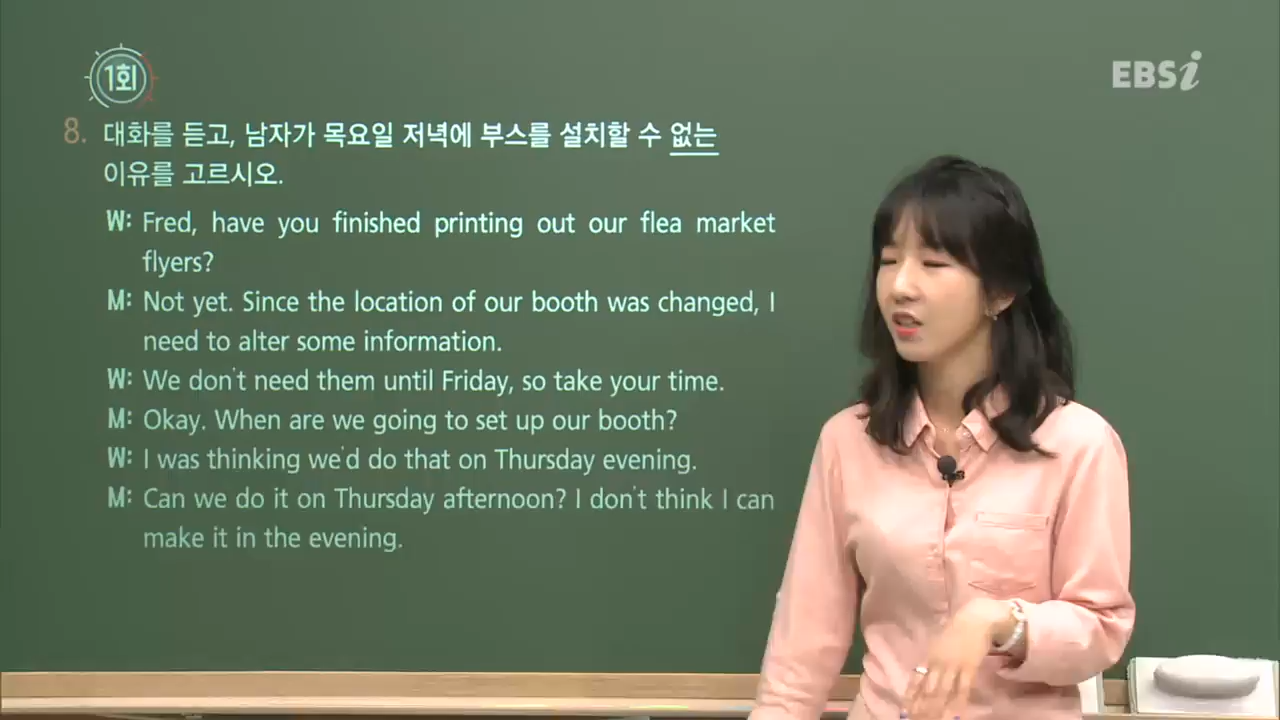 1회
EBSi
8. 대화를 듣고, 남자가 목요일 저녁에 부스를 설치할 수 없는
이유를 고르시오.
W: Fred, have you finished printing out our flea market
flyers?
M: Not yet. Since the location of our booth was changed, I
need to alter some information.
W: We don't need them until Friday, so take your time.
M: Okay. When are we going to set up our booth?
W: I was thinking we'd do that on Thursday evening.
M: Can we do it on Thursday afternoon? I don't think I can
make it in the evening.